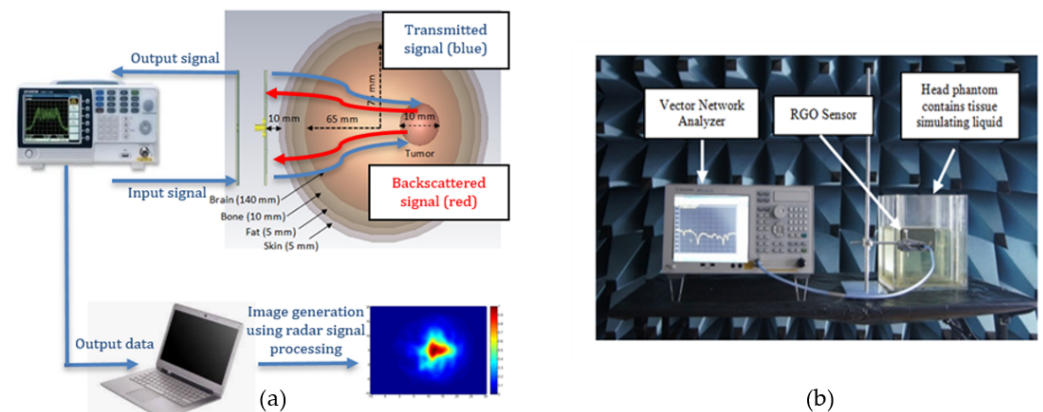 (a)
Transmitted
signal (blue)
Output signal
75 mm
10 mm
65 mm
10 mm
Tumor
Input signal
Backscattered
signal (red)
Brain (140 mm)
Bone (10 mm)
Fat (5 mm)
Skin (5 mm)
Output data
Image generation
using radar signal
processing
(a)
Vector Network
Analyzer
RGO Sensor
Head phantom
contains tissue
simulating liquid
(b)